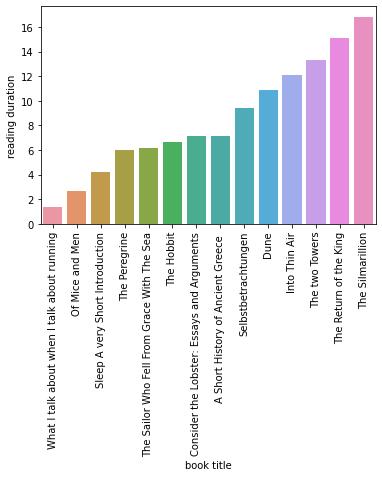 reading duration
16
14
12
10
8
6
4
2
0
What I talk about when I talk about running
Of Mice and Men
Sleep A very Short Introduction
The Peregrine
The Sailor Who Fell From Grace With The Sea
The Hobbit
Consider the Lobster: Essays and Arguments
A Short History of Ancient Greece
Selbstbetrachtungen
Dune
Into Thin Air
The two Towers
The Return of the King
The Silmarillion
book title